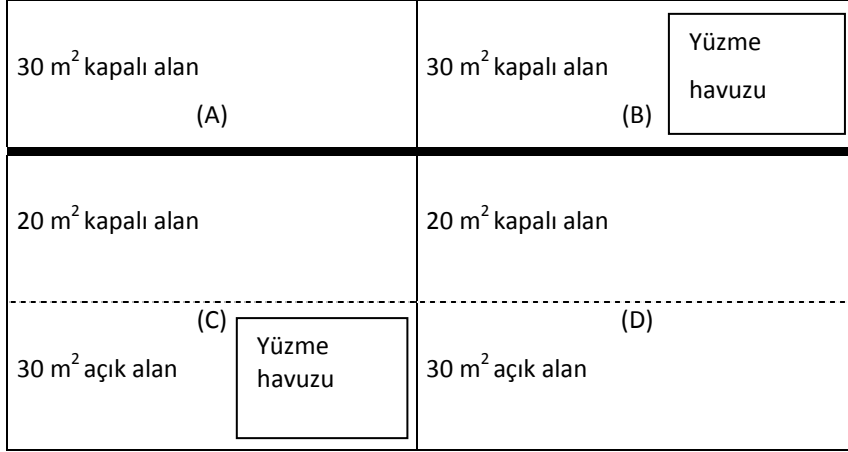 30 m² kapalı alan
(A)
30 m² kapalı alan
(B)
Yüzme
havuzu
20 m² kapalı alan
20 m² kapalı alan
(C)
30 m² açık alan
Yüzme
havuzu
(D)
30 m² açık alan